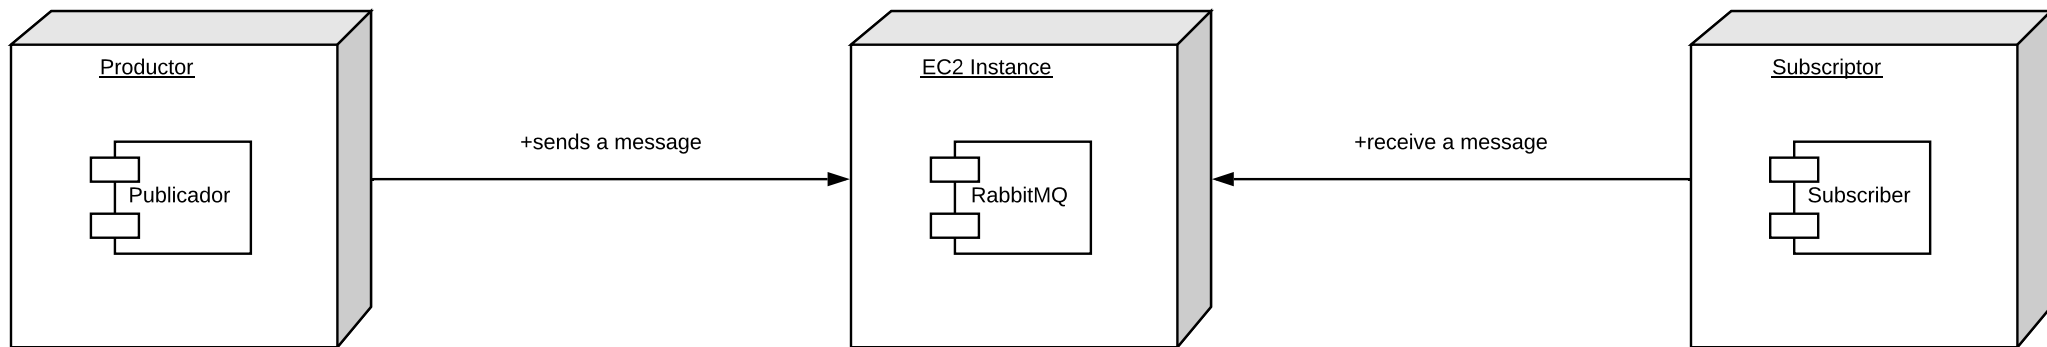 Productor
EC2 Instance
Subscriptor
+sends a message
+receive a message
Publicador
RabbitMQ
Subscriber